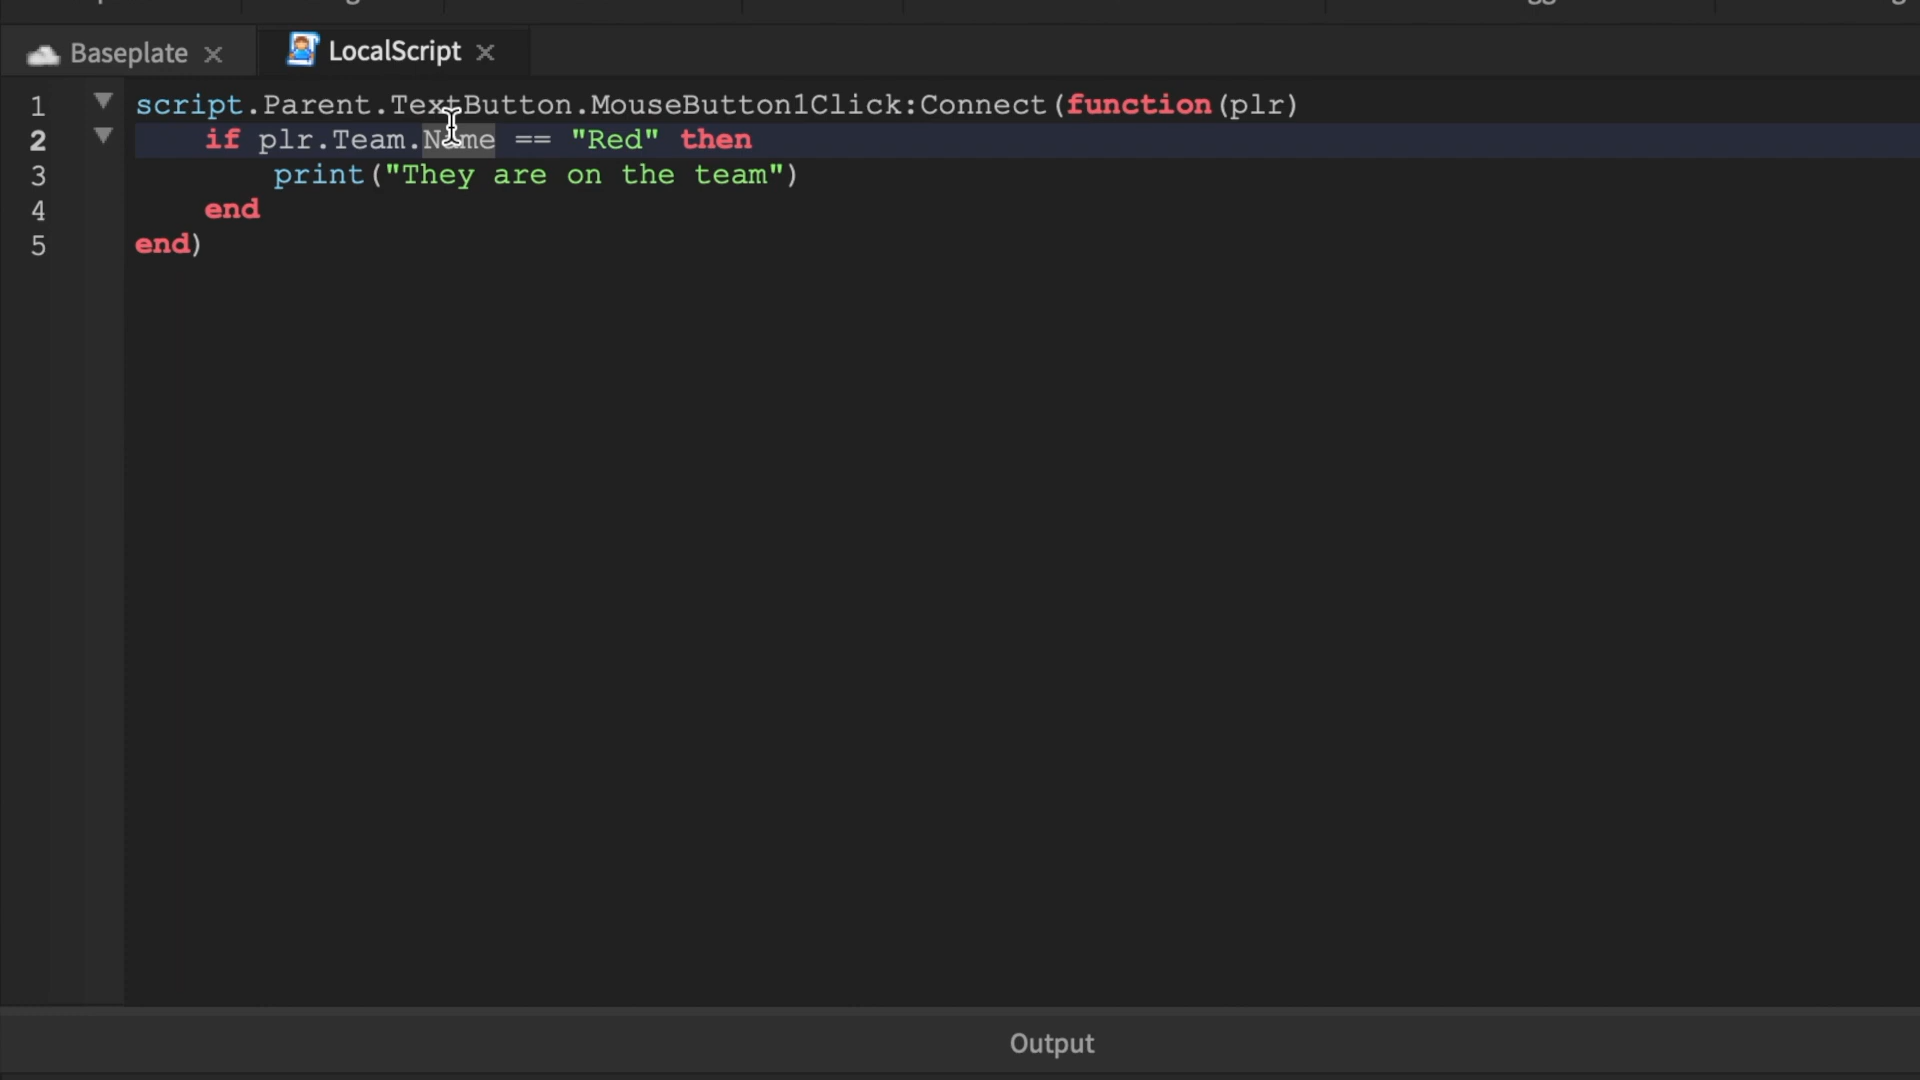 Baseplate
LocalScript
1 script.Parent.TextButton.MouseButton1Click:Connect(function(plr)
2 if plr.Team.Name == "Red" then
3 print("They are on the team")
4 end
5 end)
Output